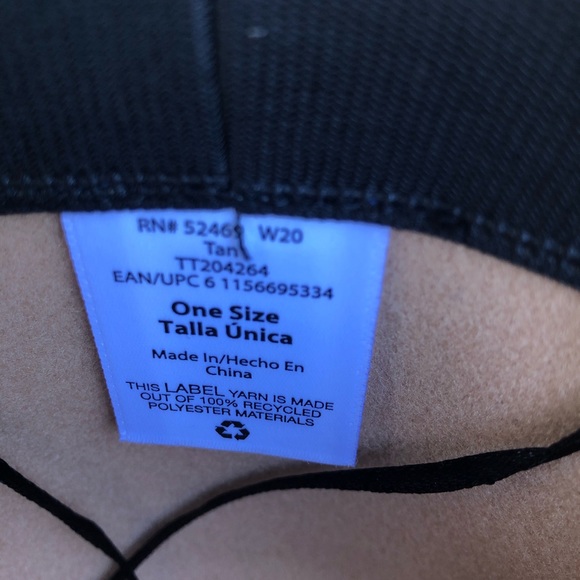 RN# 52469 W20
Tan
TT204264
EAN/UPC 6 1156695334
One Size
Talla Única
Made In/Hecho En
China
THIS LABEL YARN IS MADE
OUT OF 100% RECYCLED
POLYESTER MATERIALS